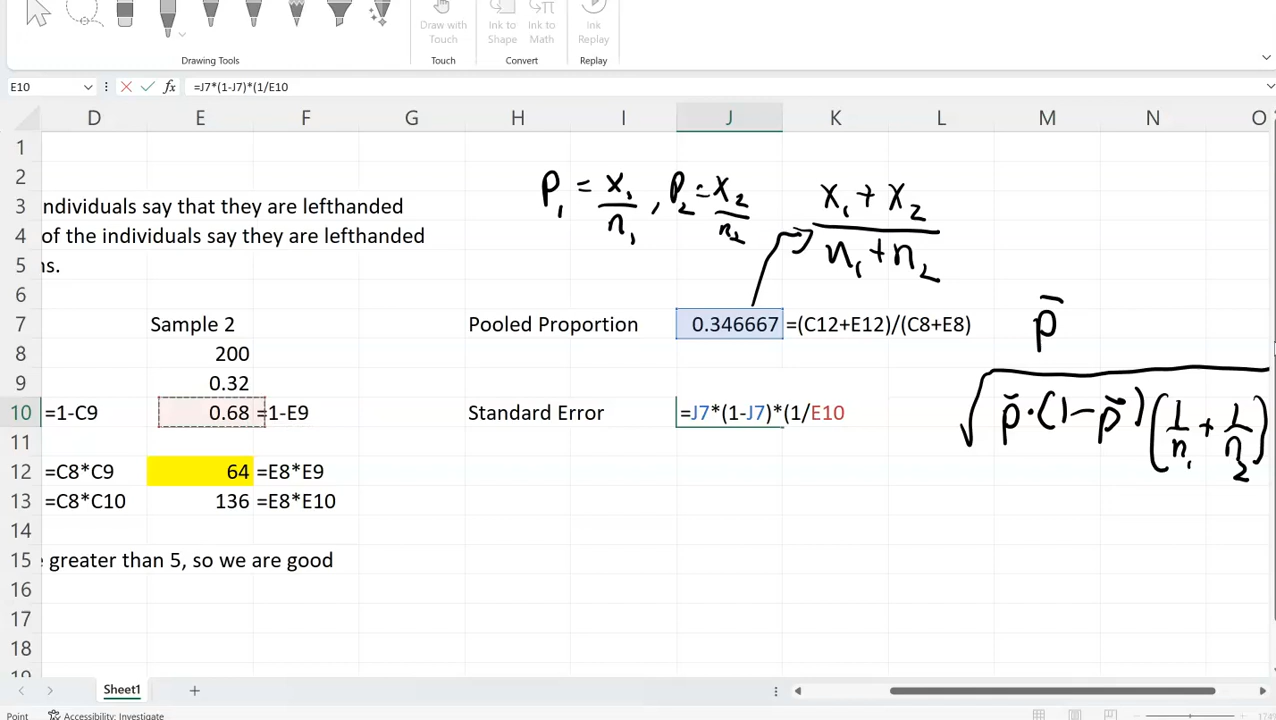 Draw with Touch
Ink to Shape
Ink to Math
Ink Replay
Drawing Tools
Touch
Convert
Replay
E10
fx
=J7*(1-J7)*(1/E10
D E F G H I J K L M N O
1
2
P₁ = x₁/n₁ , P₂ = x₂/n₂
(x₁ + x₂)/(n₁ + n₂)
3 ndividuals say that they are lefthanded
4 of the individuals say they are lefthanded
5 ns.
6
7 Sample 2 Pooled Proportion 0.346667 =(C12+E12)/(C8+E8) p̄
8 200
9 0.32
10 =1-C9 0.68 =1-E9 Standard Error =J7*(1-J7)*(1/E10
√(p̄·(1-p̄)(1/n₁ + 1/n₂))
11
12 =C8*C9 64 =E8*E9
13 =C8*C10 136 =E8*E10
14
15 greater than 5, so we are good
16
17
18
19
Sheet1 +
Point Accessibility: Investigate